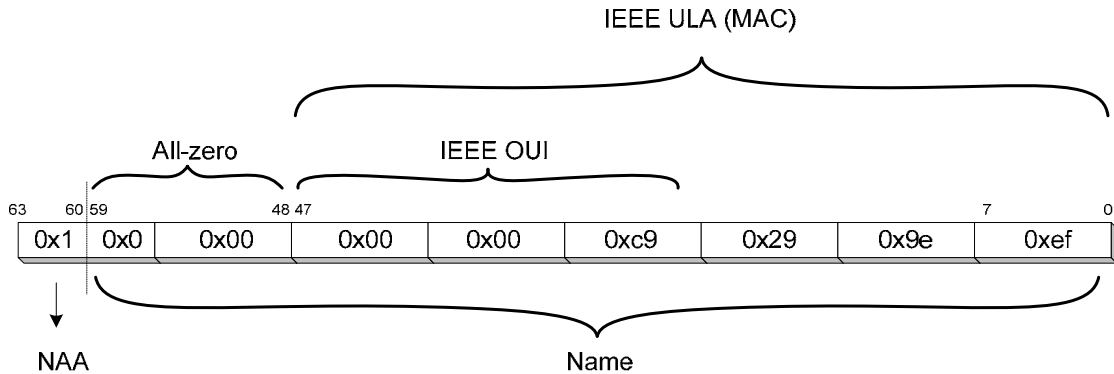 IEEE ULA (MAC)
All-zero IEEE OUI
63 60 59 48 47 7 0
0x1 0x0 0x00 0x00 0x00 0xc9 0x29 0x9e 0xef
NAA Name